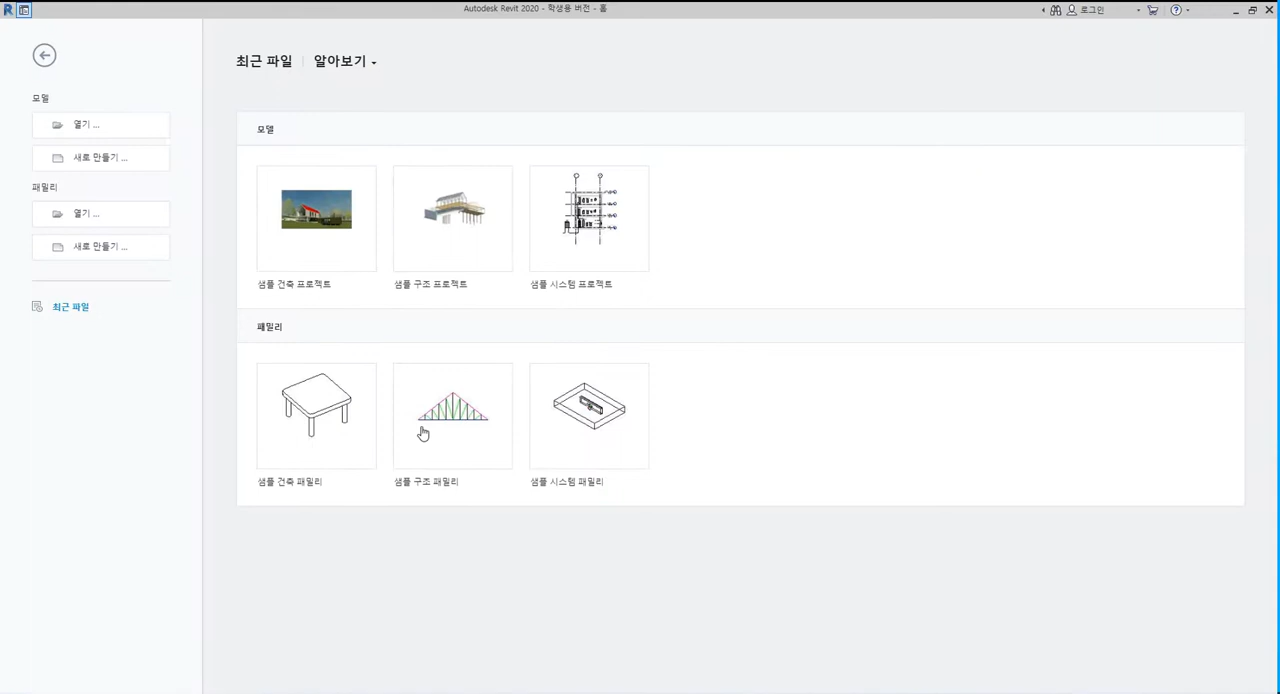 Autodesk Revit 2020 - 학생용 버전 - 홈
로그인
최근 파일 알아보기
모델
열기 ...
새로 만들기 ...
패밀리
열기 ...
새로 만들기 ...
최근 파일
모델
샘플 건축 프로젝트 샘플 구조 프로젝트 샘플 시스템 프로젝트
패밀리
샘플 건축 패밀리 샘플 구조 패밀리 샘플 시스템 패밀리